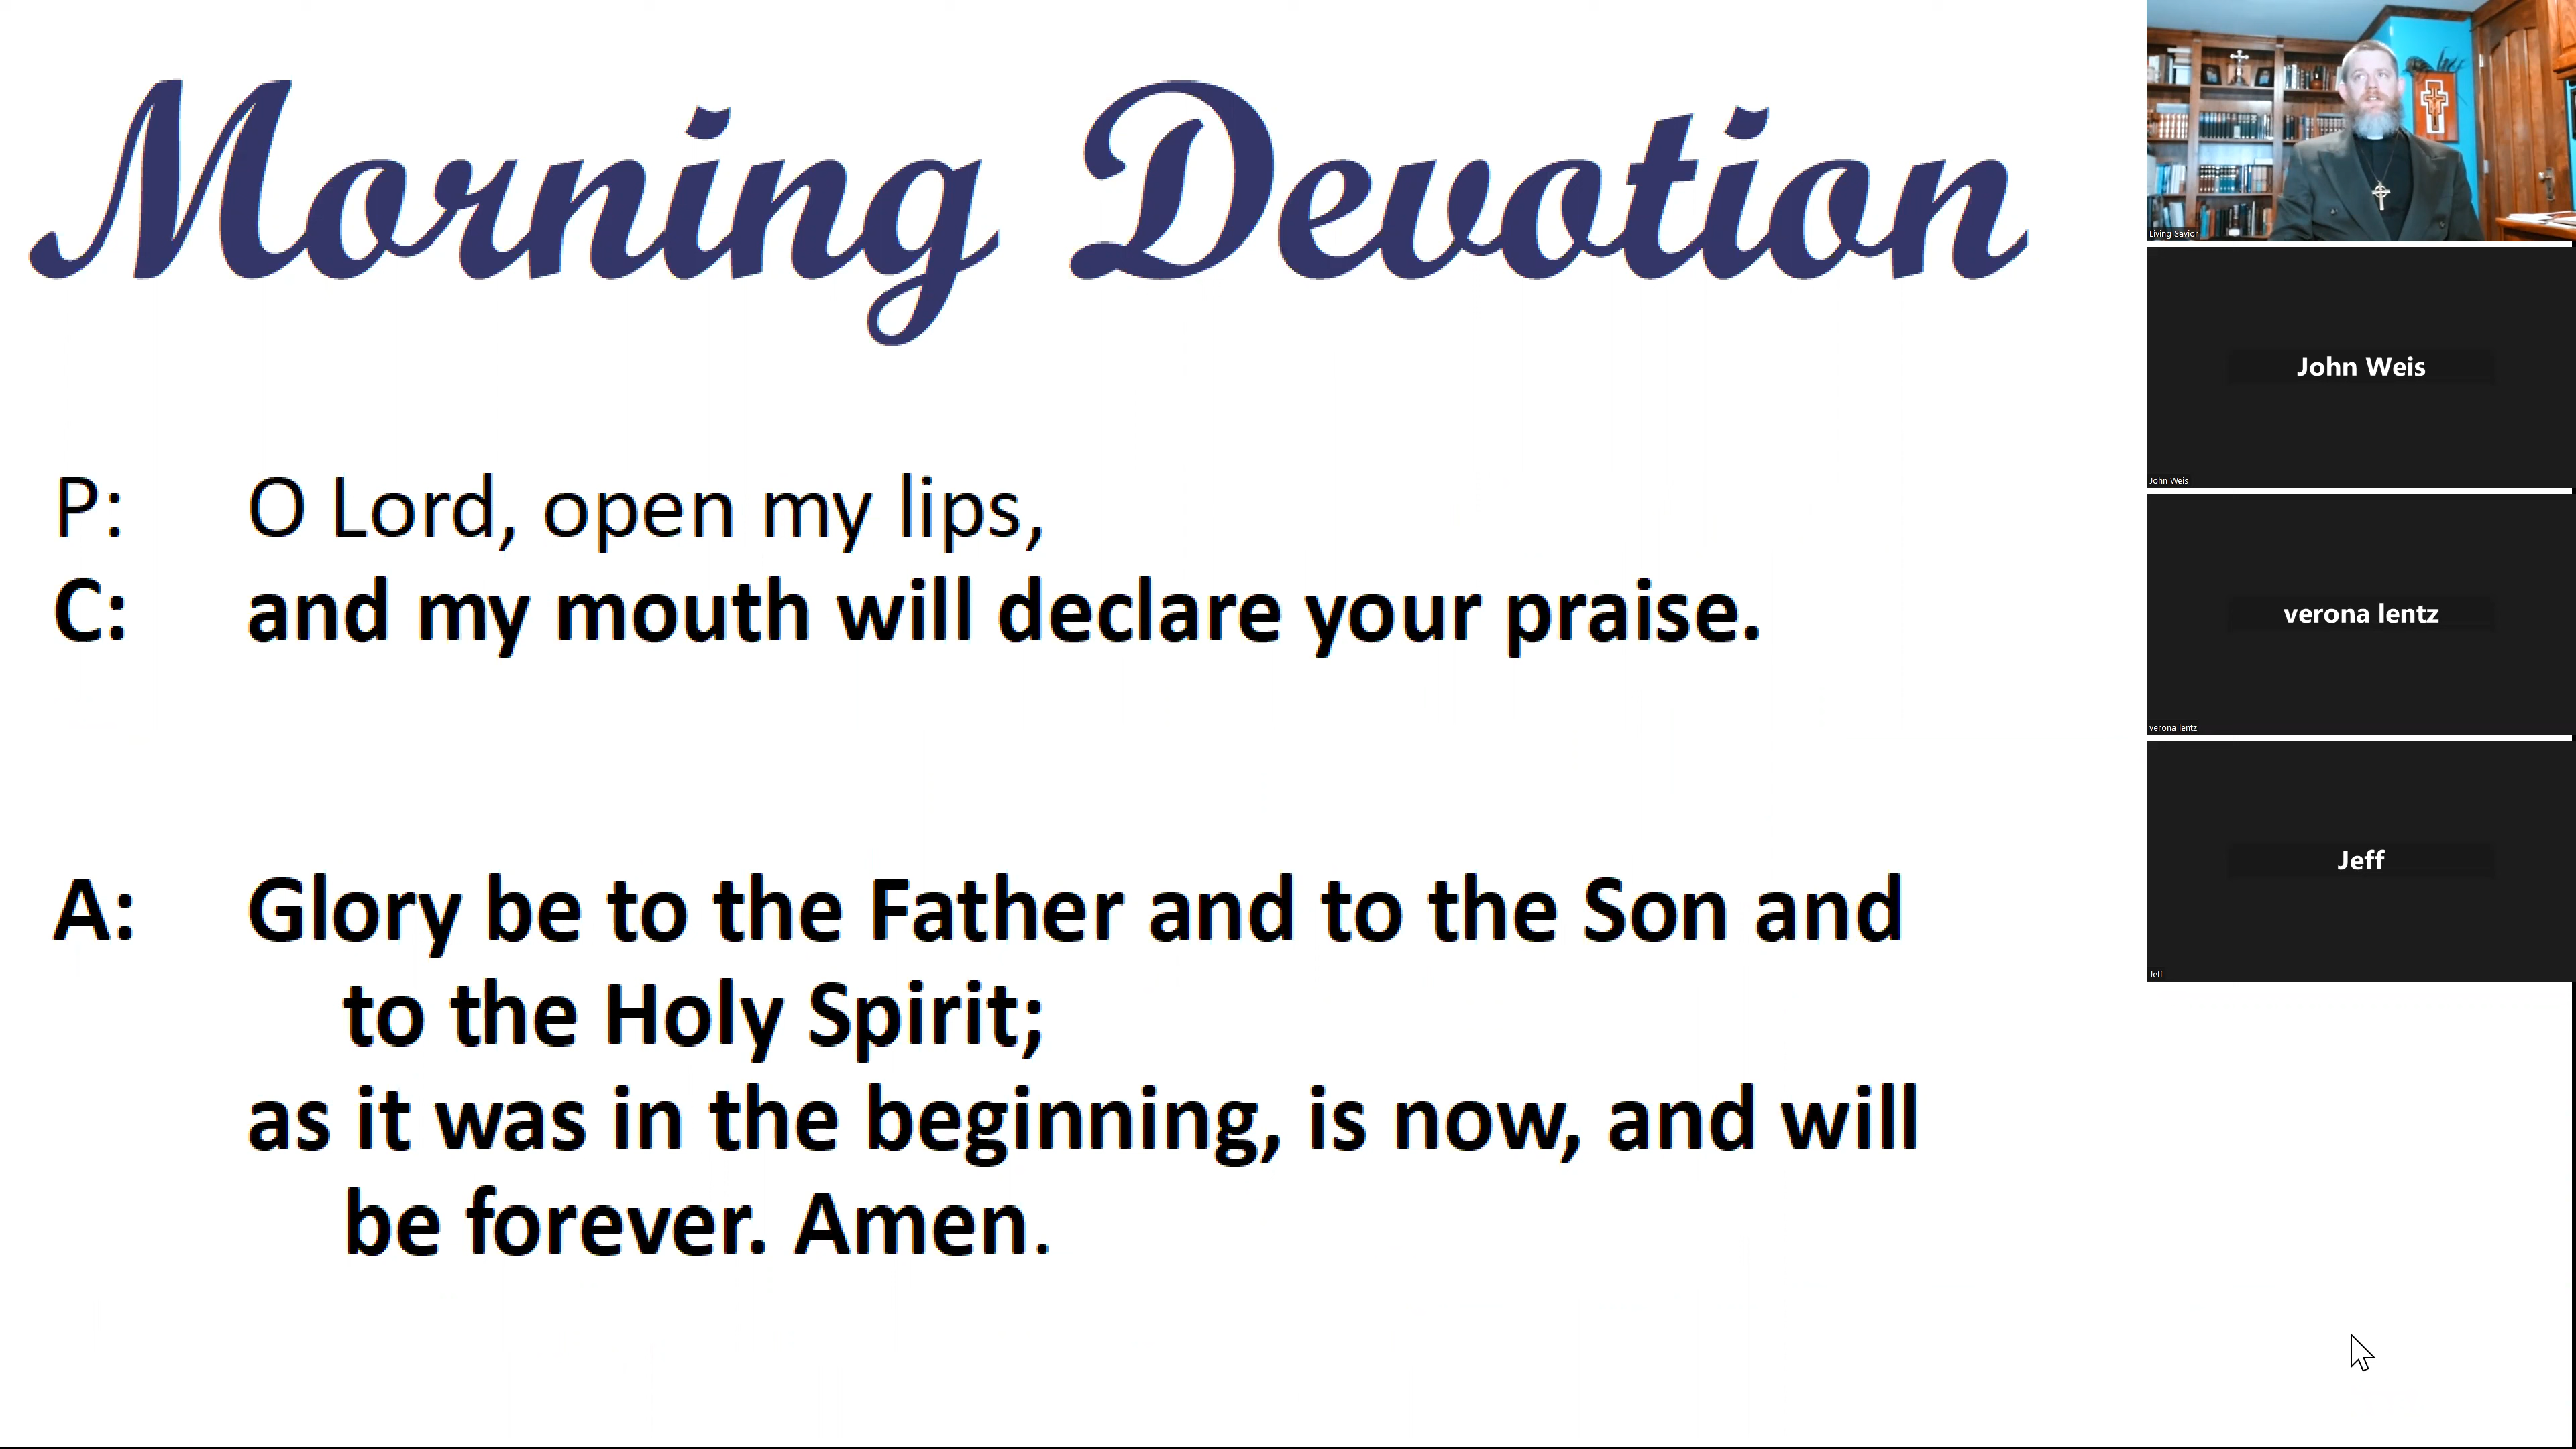 Morning Devotion
P: O Lord, open my lips,
C: and my mouth will declare your praise.
A: Glory be to the Father and to the Son and
to the Holy Spirit;
as it was in the beginning, is now, and will
be forever. Amen.
Living Savior
John Weis
John Weis
verona lentz
verona lentz
Jeff
Jeff